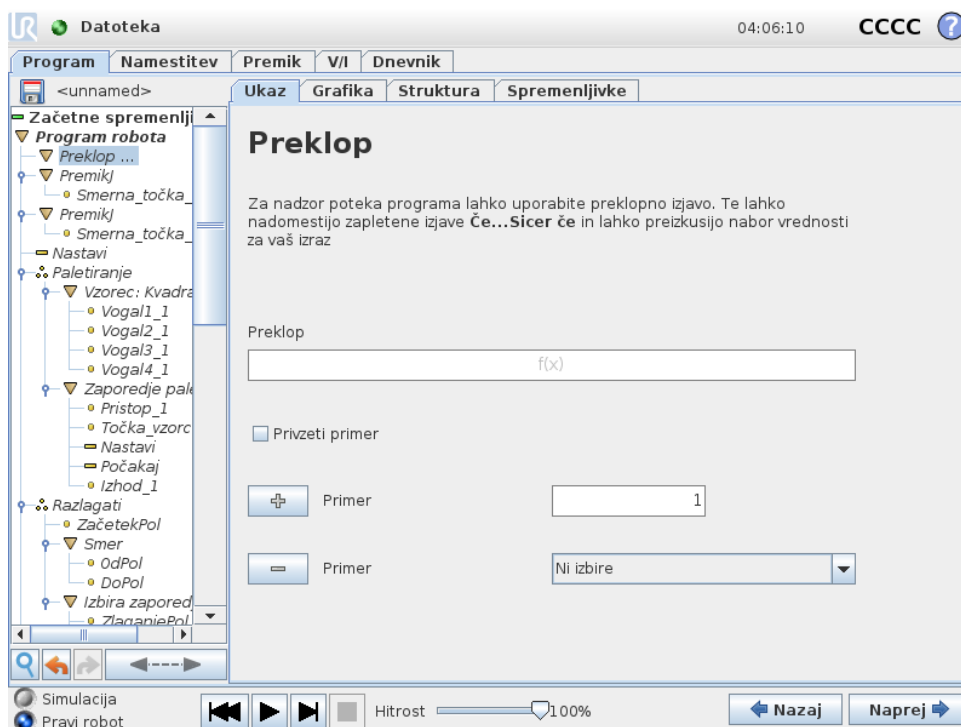 Datoteka
04:06:10
CCCC
?
Program
Namestitev
Premik
V/I
Dnevnik
<unnamed>
Ukaz
Grafika
Struktura
Spremenljivke
Začetne spremenlji
Program robota
Preklop ...
PremikJ
Smerna_točka_
PremikJ
Smerna_točka_
Nastavi
Paletiranje
Vzorec: Kvadra
Vogal1_1
Vogal2_1
Vogal3_1
Vogal4_1
Zaporedje pale
Pristop_1
Točka_vzorc
Nastavi
Počakaj
Izhod_1
Razlagati
ZačetekPol
Smer
OdPol
DoPol
Izbira zapored
ZlaganjePol
Preklop
Za nadzor poteka programa lahko uporabite preklopno izjavo. Te lahko
nadomestijo zapletene izjave Če...Sicer če in lahko preizkusijo nabor vrednosti
za vaš izraz
Preklop
f(x)
Privzeti primer
Primer
1
Primer
Ni izbire
Simulacija
Pravi robot
Hitrost
100%
Nazaj
Naprej